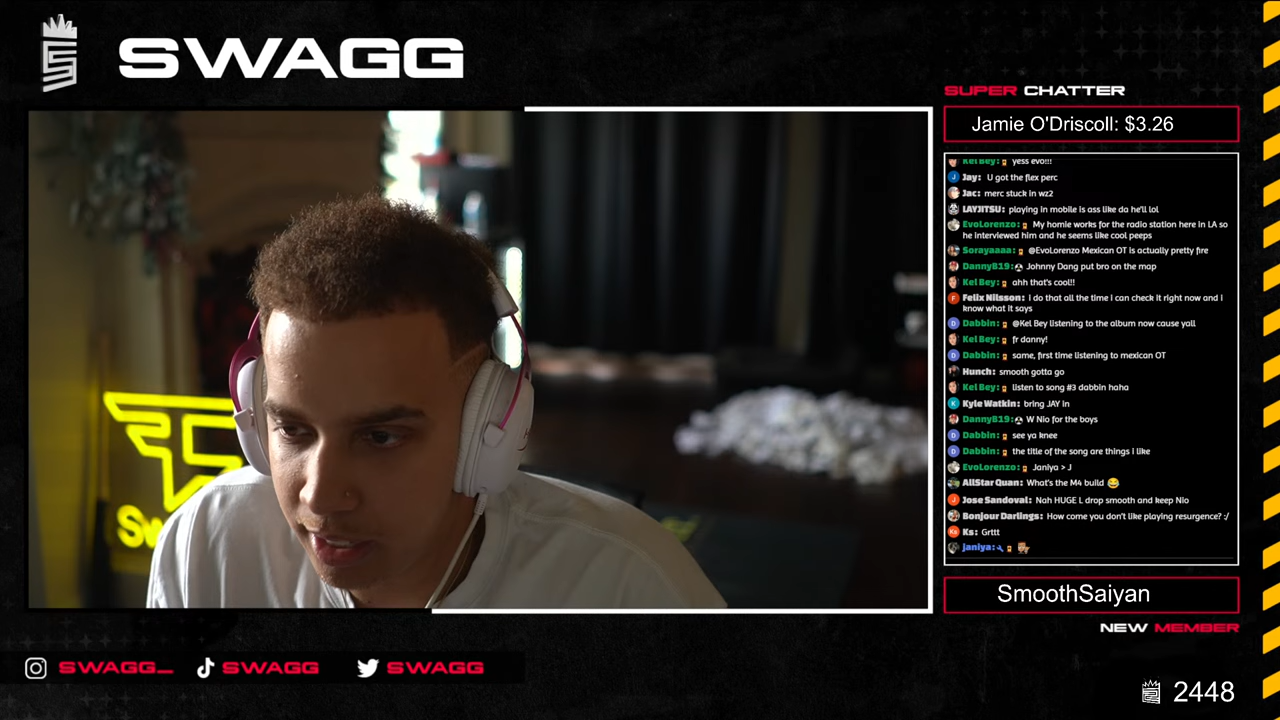 SWAGG
SUPER CHATTER
Jamie O'Driscoll: $3.26
Kel Bey: yess evo!!!
Jay: U got the flex perc
Jac: merc stuck in wz2
LAYJITSU: playing in mobile is ass like da he'll lol
EvoLorenzo: My homie works for the radio station here in LA so
he interviewed him and he seems like cool peeps
Sorayaaaa: @EvoLorenzo Mexican OT is actually pretty fire
DannyB19: Johnny Dang put bro on the map
Kel Bey: ahh that's cool!!
Felix Nilsson: i do that all the time i can check it right now and i
know what it says
Dabbin: @Kel Bey listening to the album now cause yall
Kel Bey: fr danny!
Dabbin: same, first time listening to mexican OT
Hunch: smooth gotta go
Kel Bey: listen to song #3 dabbin haha
Kyle Watkin: bring JAY In
DannyB19: W Nio for the boys
Dabbin: see ya knee
Dabbin: the title of the song are things i like
EvoLorenzo: Janiya > J
AllStarQuan: What's the M4 build 😂
Jose Sandoval: Nah HUGE L drop smooth and keep Nio
Bonjour Darlings: How come you don't like playing resurgence? :/
Ks: Grttt
janiya:
SmoothSaiyan
NEW MEMBER
Sw
SWAGG_
SWAGG
SWAGG
2448